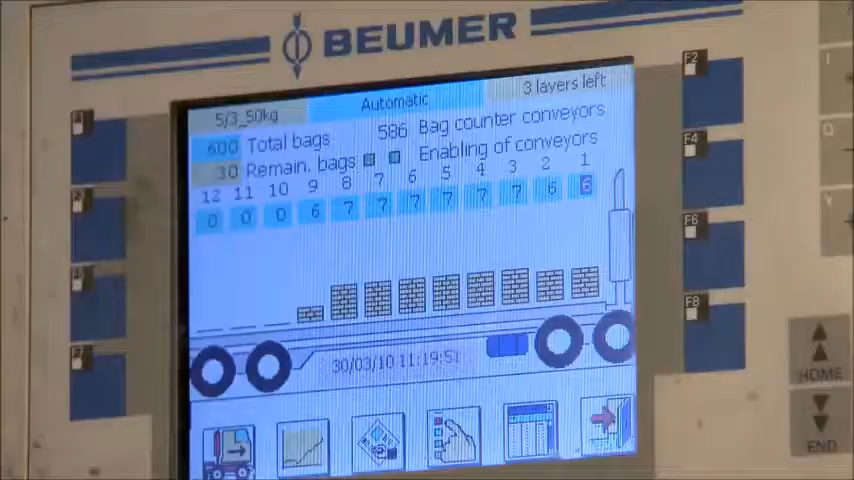 BEUMER
5/3_50kg Automatic 3 layers left
600 Total bags 586 Bag counter conveyors
30 Remain. bags Enabling of conveyors
12 11 10 9 8 7 6 5 4 3 2 1
0 0 0 6 7 7 7 7 7 7 6 6
30/03/10 11:19:51
F2
F4
F6
F8
HOME
END